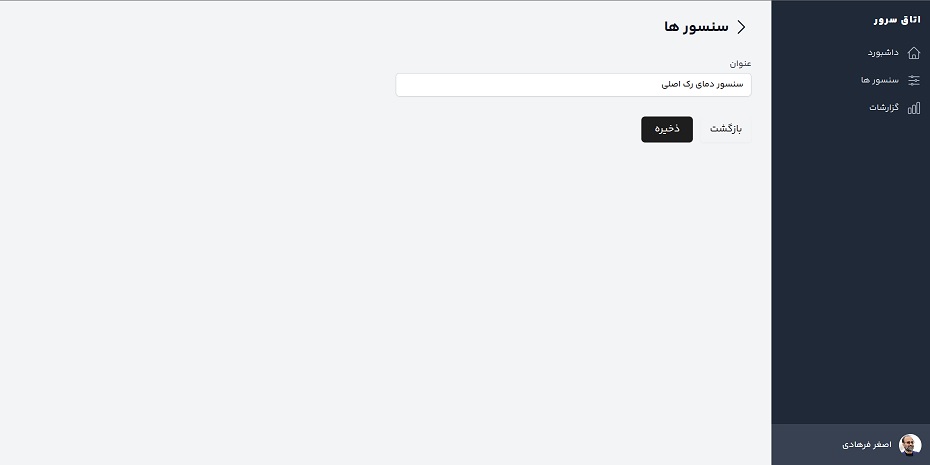 اتاق سرور
داشبورد
سنسور ها
گزارشات
اصغر فرهادی
سنسور ها
عنوان
سنسور دمای رک اصلی
بازگشت
ذخیره